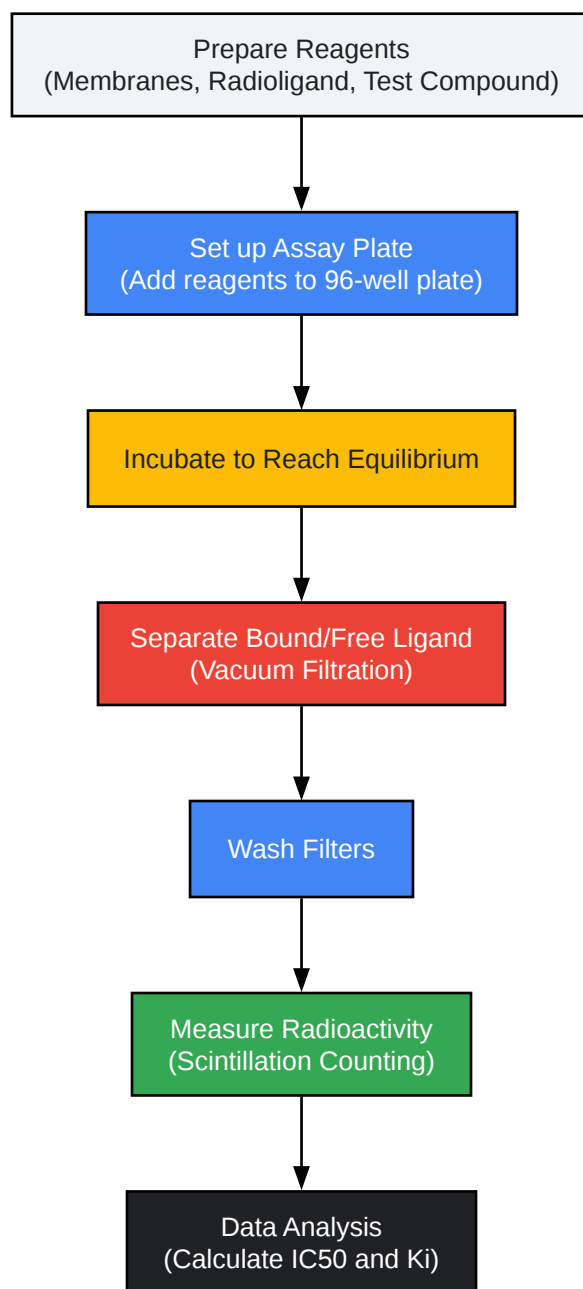 Prepare Reagents
(Membranes, Radioligand, Test Compound)
Set up Assay Plate
(Add reagents to 96-well plate)
Incubate to Reach Equilibrium
Separate Bound/Free Ligand
(Vacuum Filtration)
Wash Filters
Measure Radioactivity
(Scintillation Counting)
Data Analysis
(Calculate IC50 and Ki)